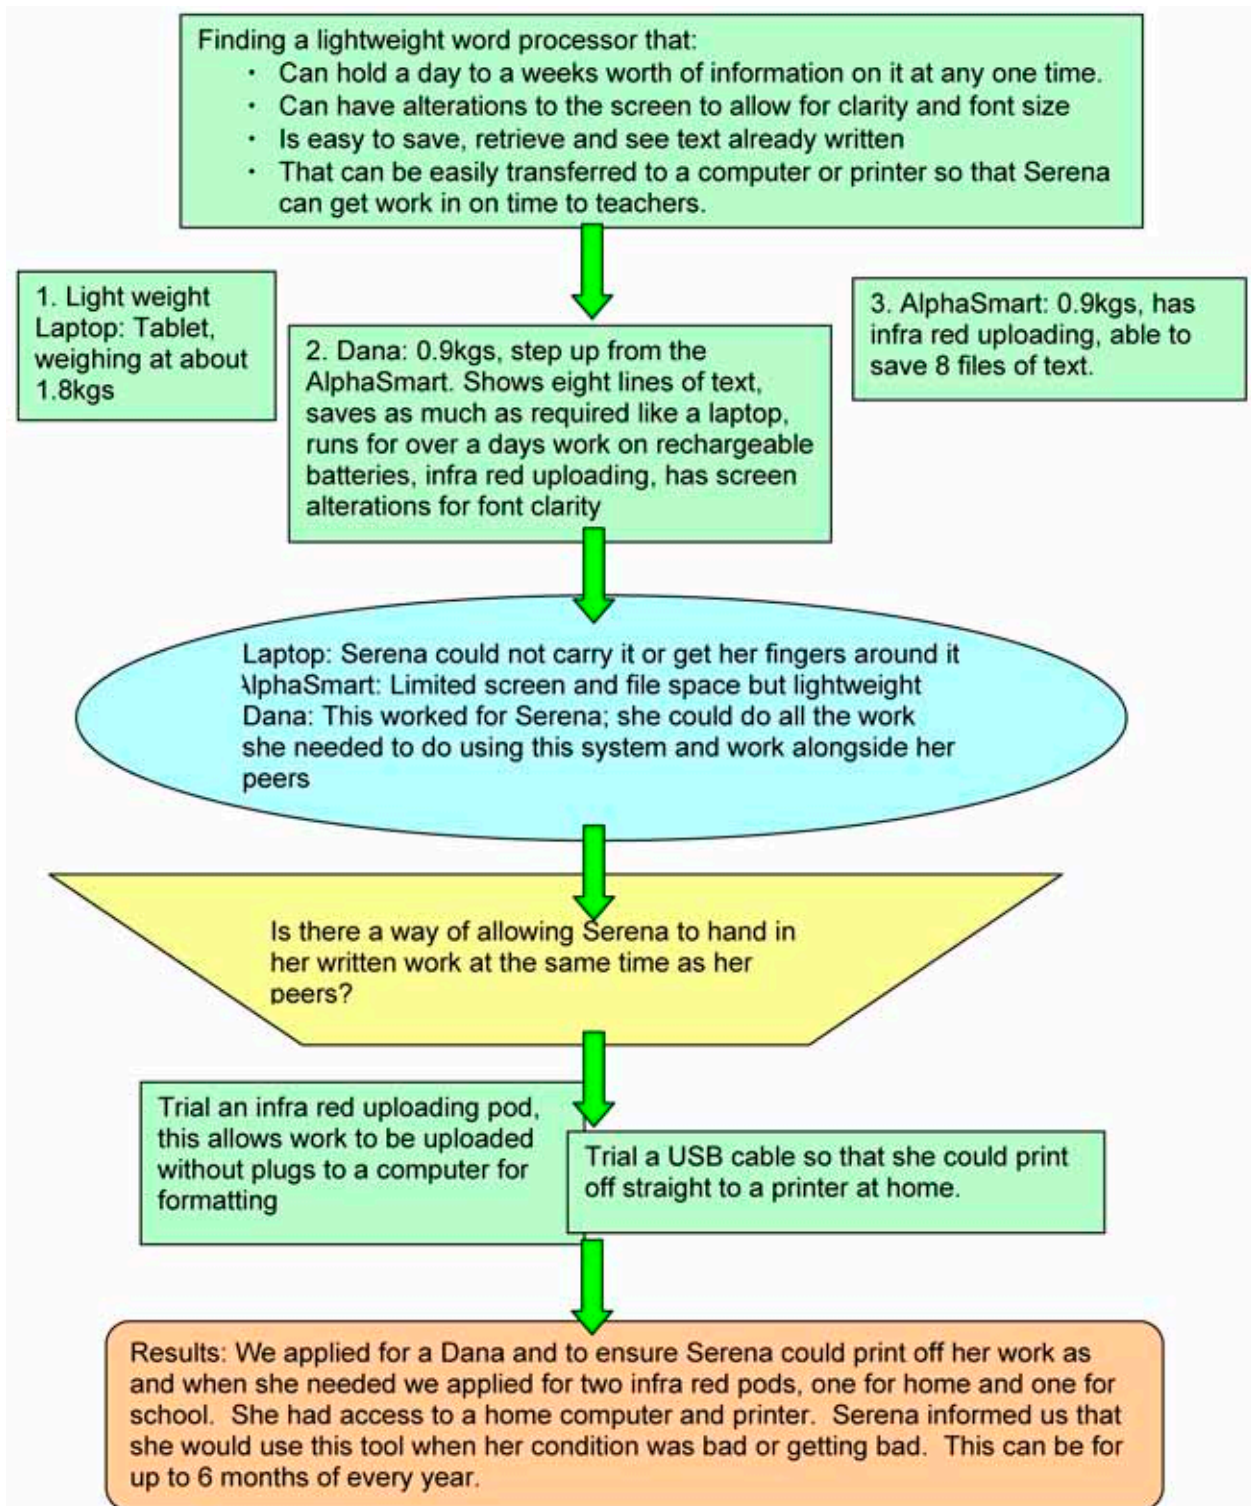 Finding a lightweight word processor that:
· Can hold a day to a weeks worth of information on it at any one time.
· Can have alterations to the screen to allow for clarity and font size
· Is easy to save, retrieve and see text already written
· That can be easily transferred to a computer or printer so that Serena
can get work in on time to teachers.
1. Light weight
Laptop: Tablet,
weighing at about
1.8kgs
2. Dana: 0.9kgs, step up from the
AlphaSmart. Shows eight lines of text,
saves as much as required like a laptop,
runs for over a days work on rechargeable
batteries, infra red uploading, has screen
alterations for font clarity
3. AlphaSmart: 0.9kgs, has
infra red uploading, able to
save 8 files of text.
Laptop: Serena could not carry it or get her fingers around it
AlphaSmart: Limited screen and file space but lightweight
Dana: This worked for Serena; she could do all the work
she needed to do using this system and work alongside her
peers
Is there a way of allowing Serena to hand in
her written work at the same time as her
peers?
Trial an infra red uploading pod,
this allows work to be uploaded
without plugs to a computer for
formatting
Trial a USB cable so that she could print
off straight to a printer at home.
Results: We applied for a Dana and to ensure Serena could print off her work as
and when she needed we applied for two infra red pods, one for home and one for
school. She had access to a home computer and printer. Serena informed us that
she would use this tool when her condition was bad or getting bad. This can be for
up to 6 months of every year.